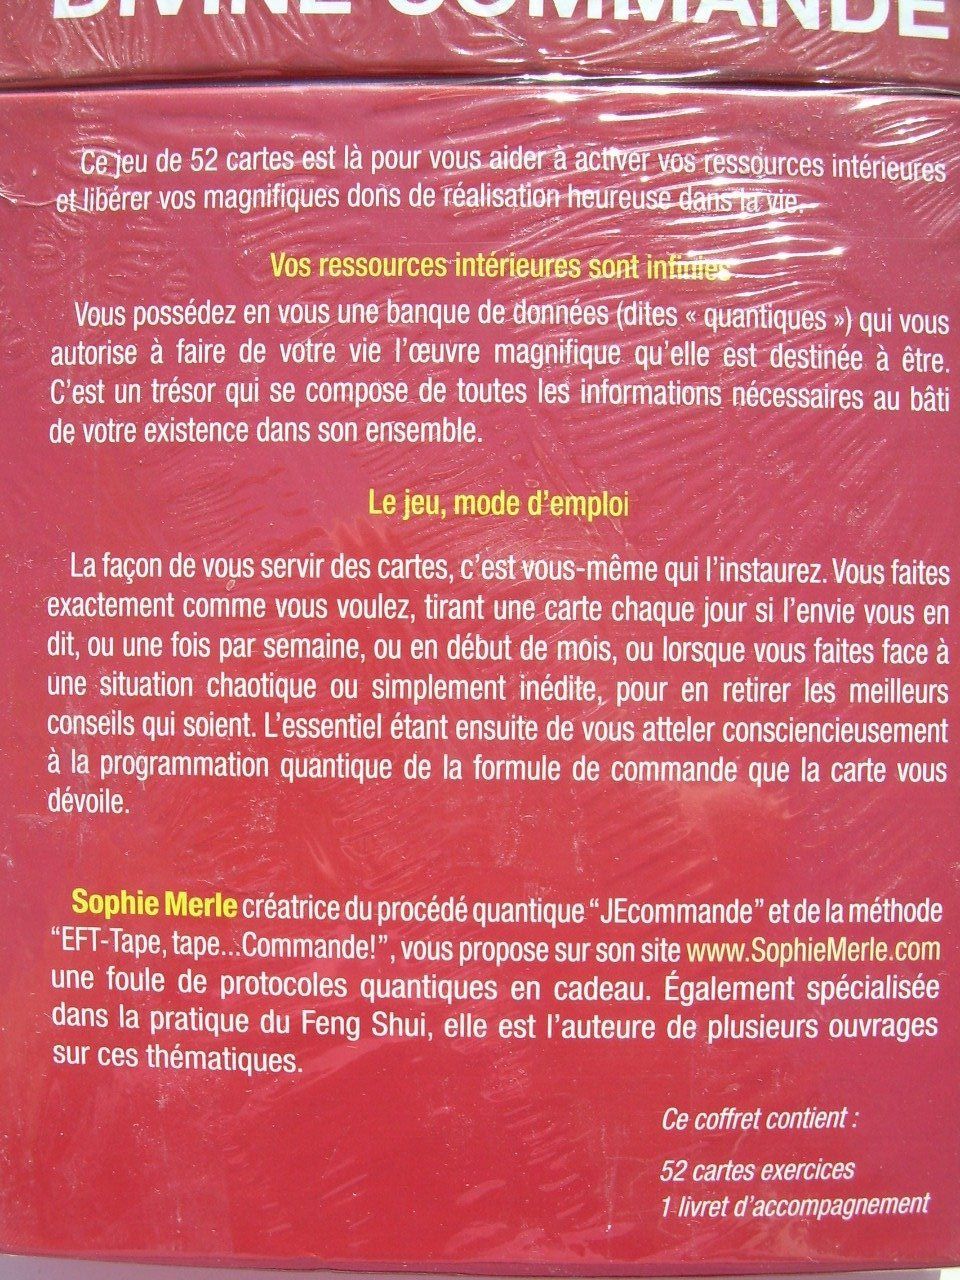 DIVINE COMMANDE
Ce jeu de 52 cartes est là pour vous aider à activer vos ressources intérieures
et libérer vos magnifiques dons de réalisation heureuse dans la vie.
Vos ressources intérieures sont infinies
Vous possédez en vous une banque de données (dites « quantiques ») qui vous
autorise à faire de votre vie l'œuvre magnifique qu'elle est destinée à être.
C'est un trésor qui se compose de toutes les informations nécessaires au bâti
de votre existence dans son ensemble.
Le jeu, mode d'emploi
La façon de vous servir des cartes, c'est vous-même qui l'instaurez. Vous faites
exactement comme vous voulez, tirant une carte chaque jour si l'envie vous en
dit, ou une fois par semaine, ou en début de mois, ou lorsque vous faites face à
une situation chaotique ou simplement inédite, pour en retirer les meilleurs
conseils qui soient. L'essentiel étant ensuite de vous atteler consciencieusement
à la programmation quantique de la formule de commande que la carte vous
dévoile.
Sophie Merle créatrice du procédé quantique "JEcommande" et de la méthode
"EFT-Tape, tape...Commande!", vous propose sur son site www.SophieMerle.com
une foule de protocoles quantiques en cadeau. Également spécialisée
dans la pratique du Feng Shui, elle est l'auteure de plusieurs ouvrages
sur ces thématiques.
Ce coffret contient :
52 cartes exercices
1 livret d'accompagnement